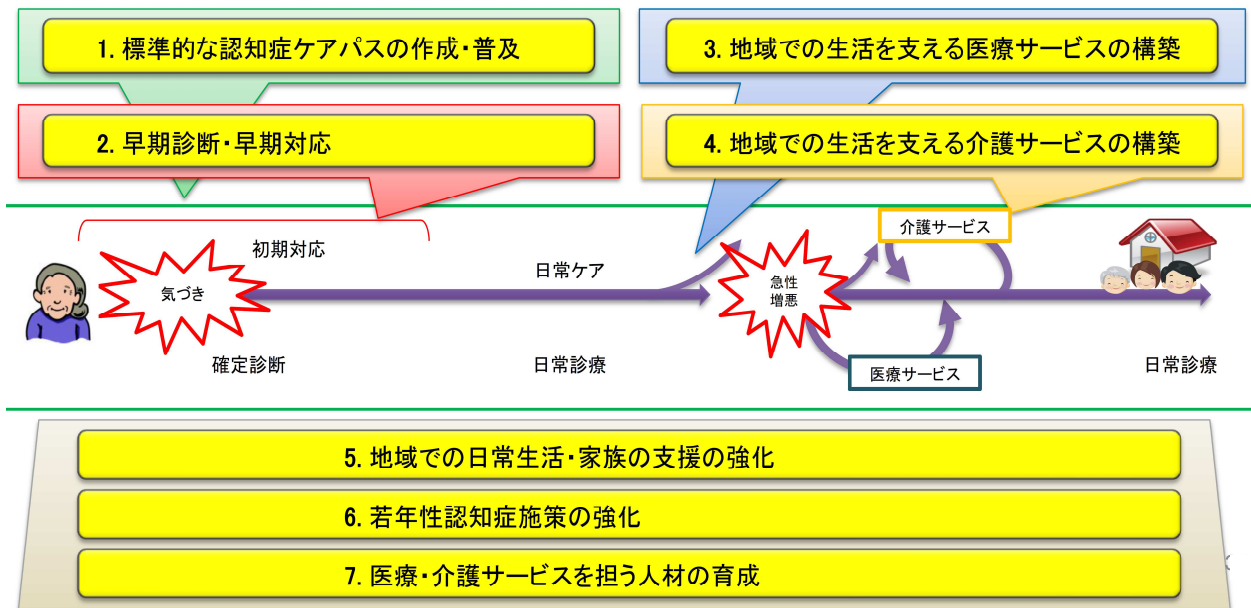 1. 標準的な認知症ケアパスの作成・普及
3. 地域での生活を支える医療サービスの構築
2. 早期診断・早期対応
4. 地域での生活を支える介護サービスの構築
介護サービス
初期対応
日常ケア
気づき
急性
増悪
確定診断
日常診療
医療サービス
日常診療
5. 地域での日常生活・家族の支援の強化
6. 若年性認知症施策の強化
7. 医療・介護サービスを担う人材の育成